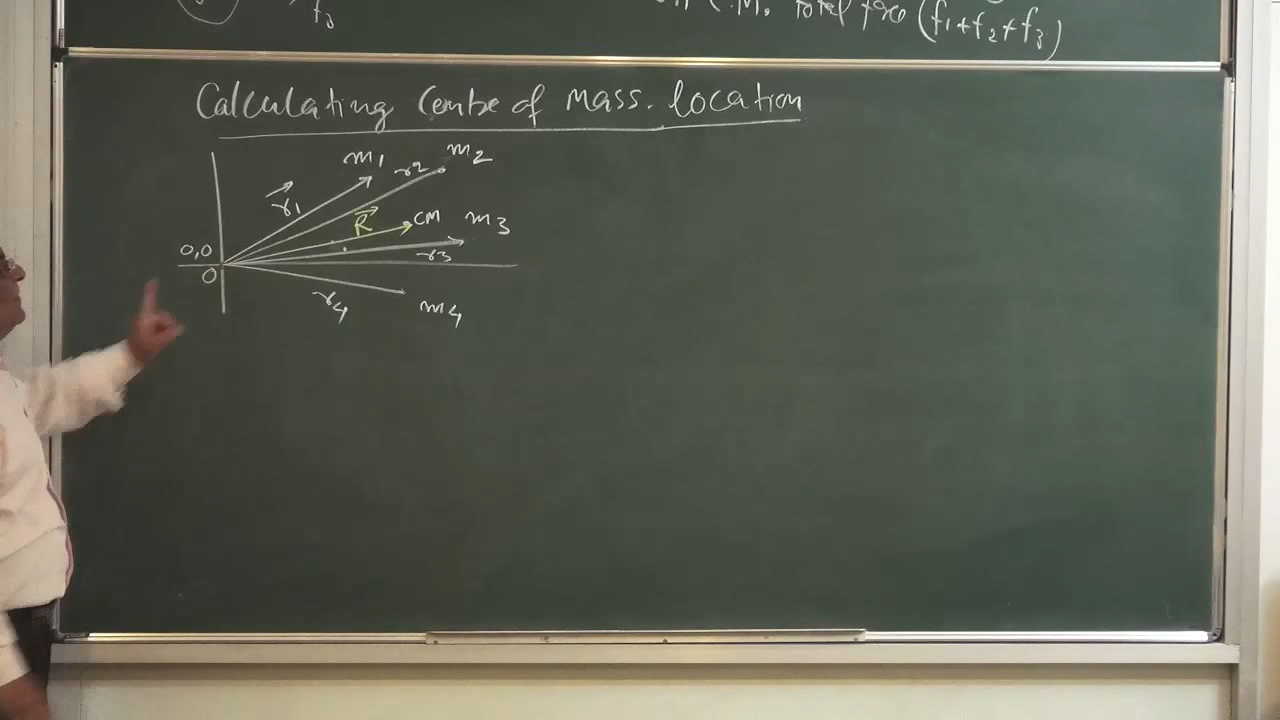 f3
C.M. Total fxo (f1+f2+f3)
Calculating Centre of mass. location
m1 r2 m2
r1
R CM m3
0,0 r3
0
r4 m4